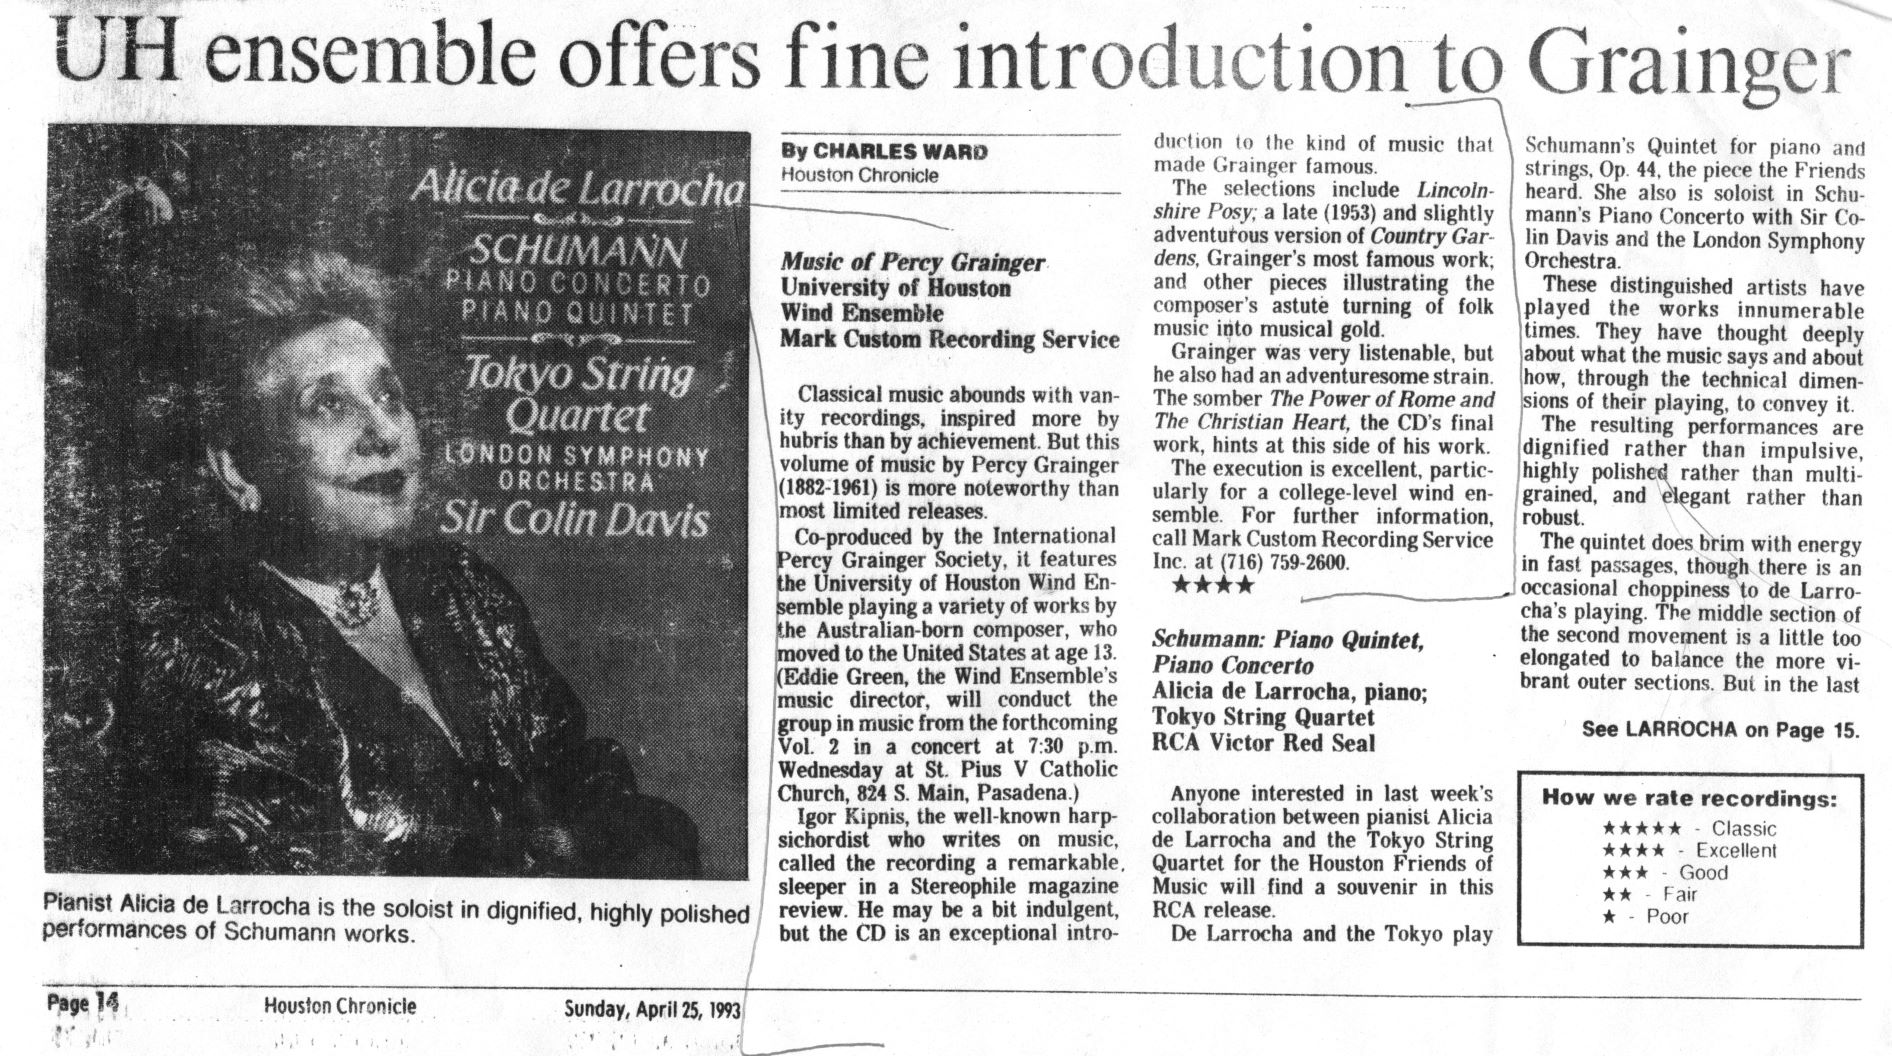 UH ensemble offers fine introduction to Grainger
Alicia de Larrocha
SCHUMANN
PIANO CONCERTO
PIANO QUINTET
Tokyo String
Quartet
LONDON SYMPHONY
ORCHESTRA
Sir Colin Davis
Pianist Alicia de Larrocha is the soloist in dignified, highly polished
performances of Schumann works.
By CHARLES WARD
Houston Chronicle
Music of Percy Grainger
University of Houston
Wind Ensemble
Mark Custom Recording Service
Classical music abounds with van-
ity recordings, inspired more by
hubris than by achievement. But this
volume of music by Percy Grainger
(1882-1961) is more noteworthy than
most limited releases.
Co-produced by the International
Percy Grainger Society, it features
the University of Houston Wind En-
semble playing a variety of works by
the Australian-born composer, who
moved to the United States at age 13.
(Eddie Green, the Wind Ensemble's
music director, will conduct the
group in music from the forthcoming
Vol. 2 in a concert at 7:30 p.m.
Wednesday at St. Pius V Catholic
Church, 824 S. Main, Pasadena.)
Igor Kipnis, the well-known harp-
sichordist who writes on music,
called the recording a remarkable
sleeper in a Stereophile magazine
review. He may be a bit indulgent,
but the CD is an exceptional intro-
duction to the kind of music that
made Grainger famous.
The selections include Lincoln-
shire Posy; a late (1953) and slightly
adventurous version of Country Gar-
dens, Grainger's most famous work;
and other pieces illustrating the
composer's astute turning of folk
music into musical gold.
Grainger was very listenable, but
he also had an adventuresome strain.
The somber The Power of Rome and
The Christian Heart, the CD's final
work, hints at this side of his work.
The execution is excellent, partic-
ularly for a college-level wind en-
semble. For further information,
call Mark Custom Recording Service
Inc. at (716) 759-2600.
★★★★
Schumann: Piano Quintet,
Piano Concerto
Alicia de Larrocha, piano;
Tokyo String Quartet
RCA Victor Red Seal
Anyone interested in last week's
collaboration between pianist Alicia
de Larrocha and the Tokyo String
Quartet for the Houston Friends of
Music will find a souvenir in this
RCA release.
De Larrocha and the Tokyo play
Schumann's Quintet for piano and
strings, Op. 44, the piece the Friends
heard. She also is soloist in Schu-
mann's Piano Concerto with Sir Co-
lin Davis and the London Symphony
Orchestra.
These distinguished artists have
played the works innumerable
times. They have thought deeply
about what the music says and about
how, through the technical dimen-
sions of their playing, to convey it.
The resulting performances are
dignified rather than impulsive,
highly polished rather than multi-
grained, and elegant rather than
robust.
The quintet does brim with energy
in fast passages, though there is an
occasional choppiness to de Larro-
cha's playing. The middle section of
the second movement is a little too
elongated to balance the more vi-
brant outer sections. But in the last
See LARROCHA on Page 15.
How we rate recordings:
★★★★★ - Classic
★★★★ - Excellent
★★★ - Good
★★ - Fair
★ - Poor
Page 14
Houston Chronicle
Sunday, April 25, 1993